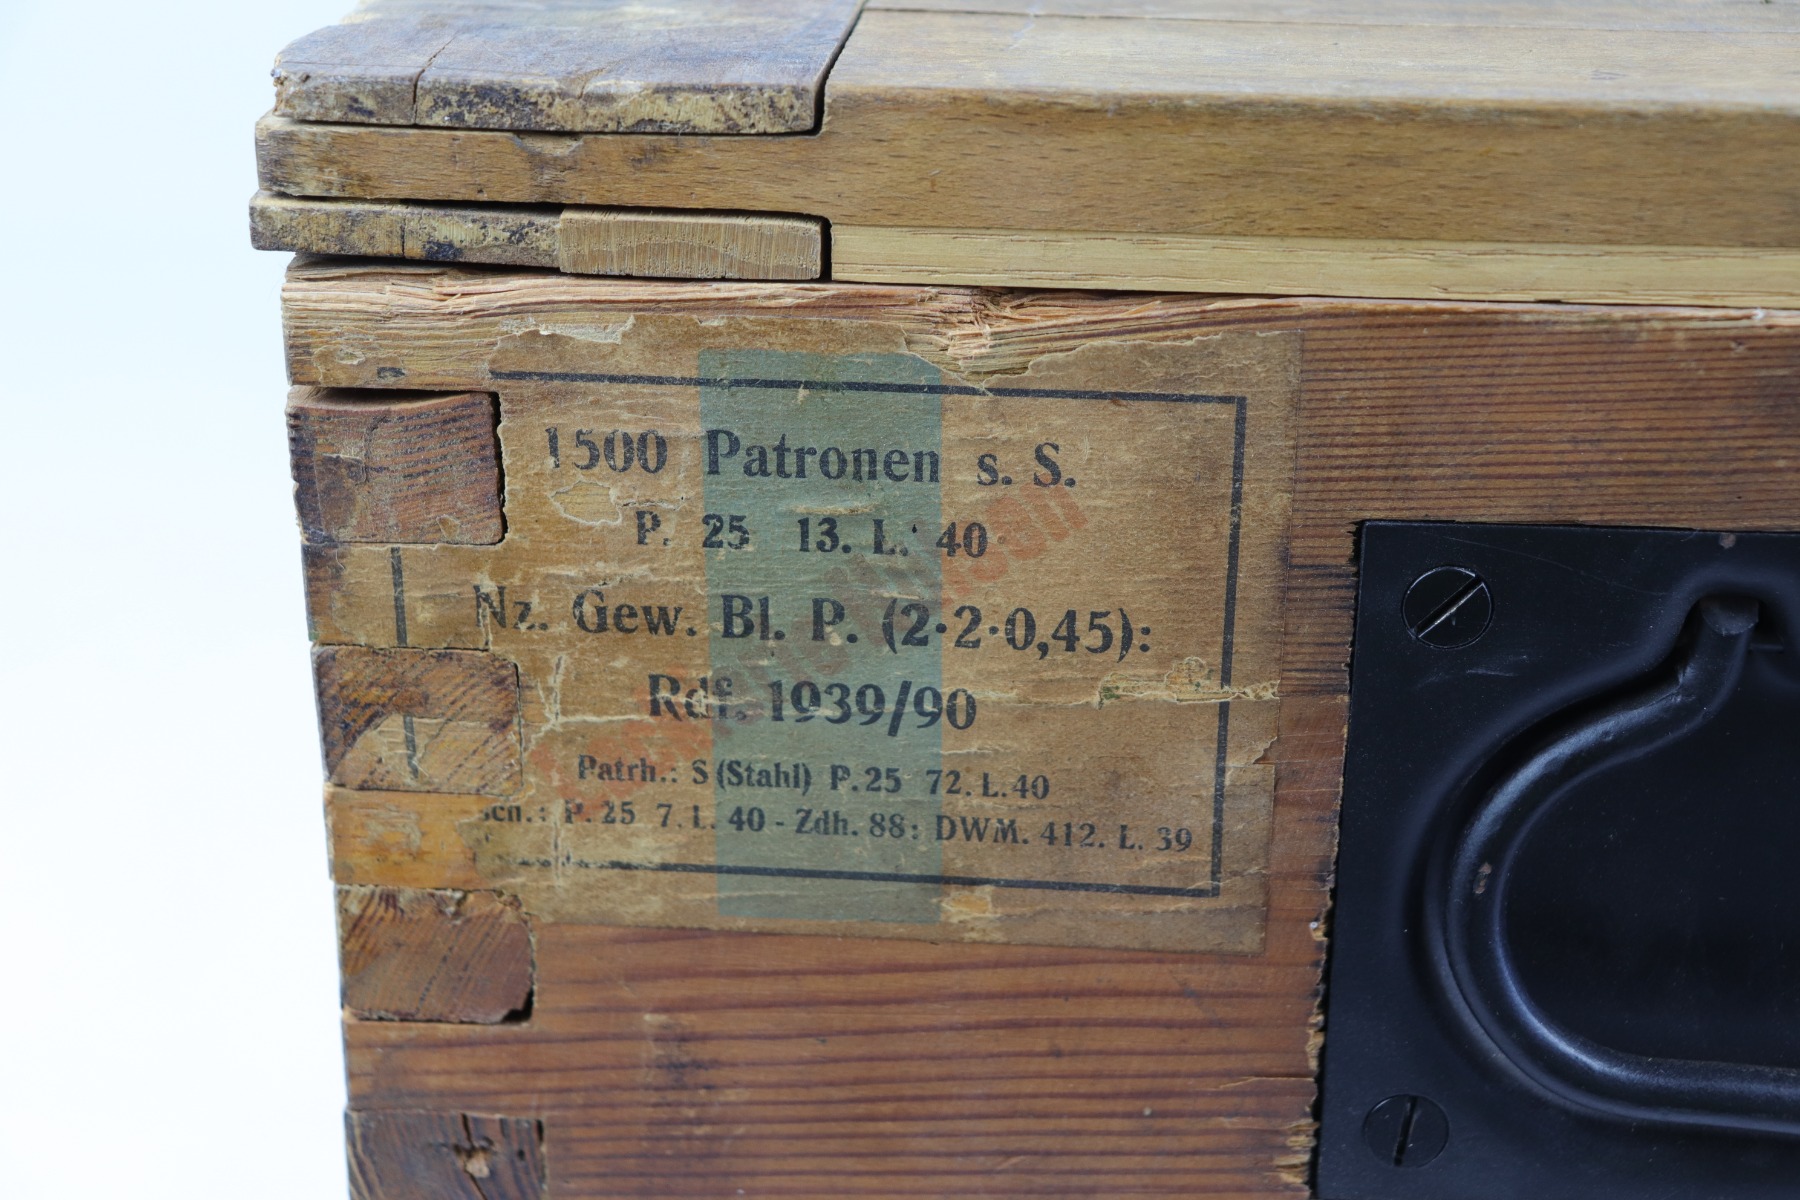 1500 Patronen s. S.
P. 25 13. L. 40
Nz. Gew. Bl. P. (2·2·0,45):
Rdf. 1939/90
Patrh.: S (Stahl) P. 25 72. L. 40
P. 25 7. L. 40 - Zdh. 88: DWM. 412. L. 39